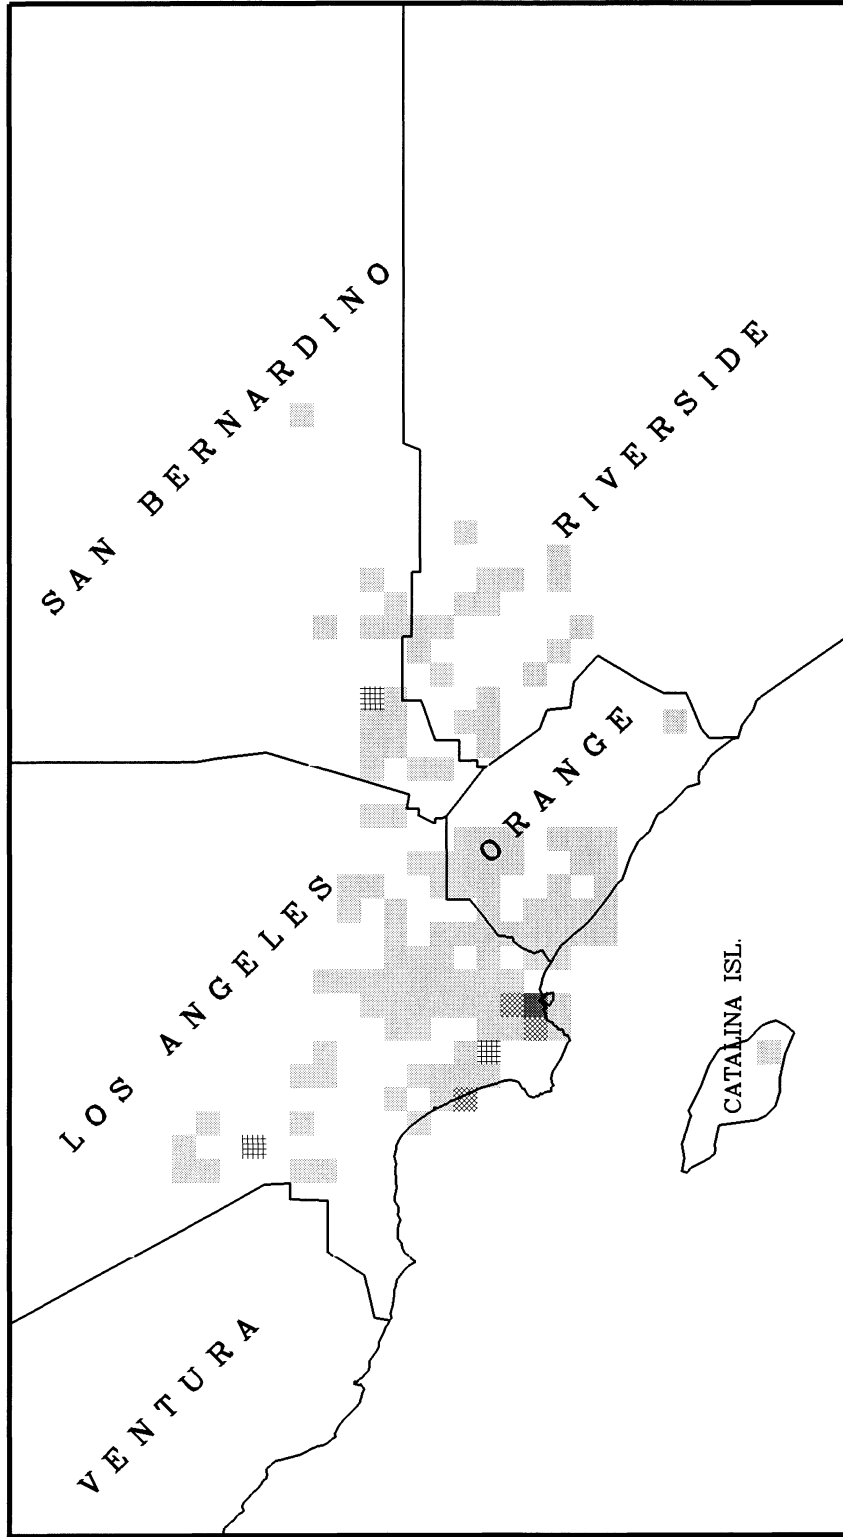 SAN BERNARDINO
RIVERSIDE
LOS ANGELES
ORANGE
VENTURA
CATALINA ISL.